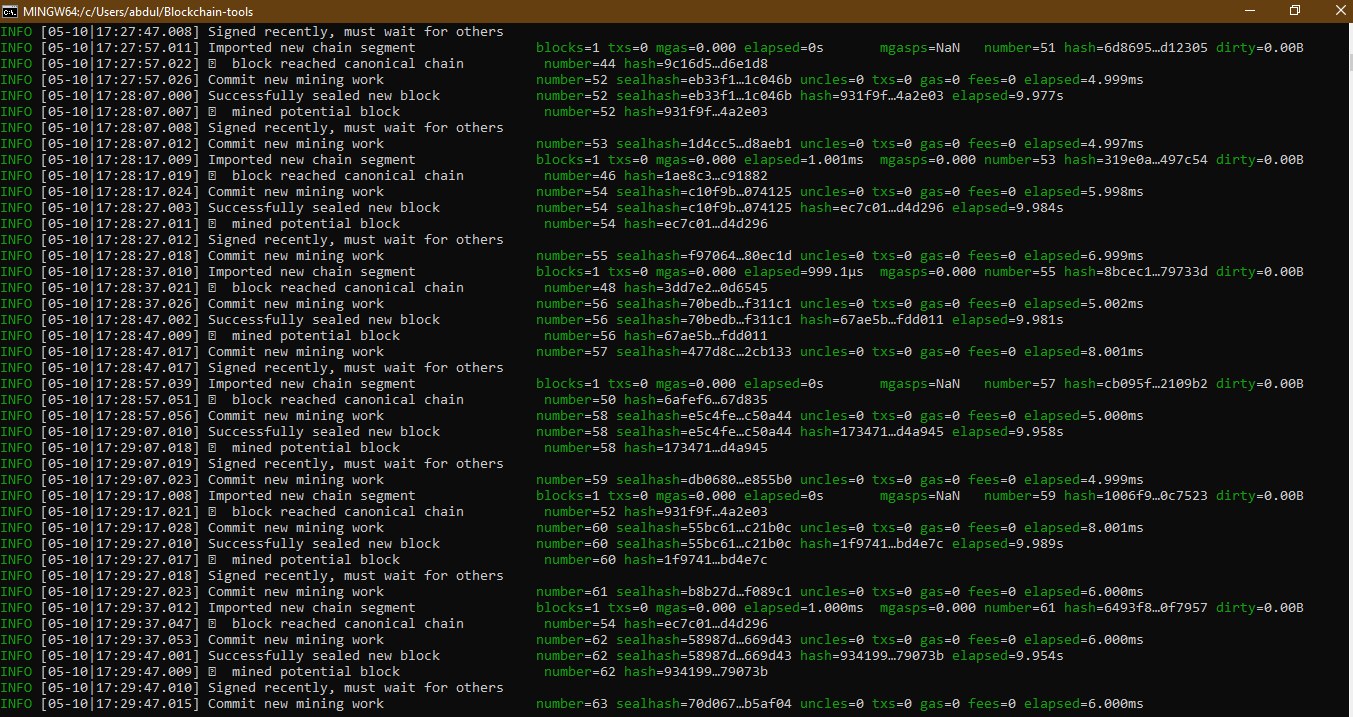 MINGW64:/c/Users/abdul/Blockchain-tools
INFO [05-10|17:27:47.008] Signed recently, must wait for others
INFO [05-10|17:27:57.011] Imported new chain segment blocks=1 txs=0 mgas=0.000 elapsed=0s mgasps=NaN number=51 hash=6d8695…d12305 dirty=0.00B
INFO [05-10|17:27:57.022] block reached canonical chain number=44 hash=9c16d5…d6e1d8
INFO [05-10|17:27:57.026] Commit new mining work number=52 sealhash=eb33f1…1c046b uncles=0 txs=0 gas=0 fees=0 elapsed=4.999ms
INFO [05-10|17:28:07.000] Successfully sealed new block number=52 sealhash=eb33f1…1c046b hash=931f9f…4a2e03 elapsed=9.977s
INFO [05-10|17:28:07.007] mined potential block number=52 hash=931f9f…4a2e03
INFO [05-10|17:28:07.008] Signed recently, must wait for others
INFO [05-10|17:28:07.012] Commit new mining work number=53 sealhash=1d4cc5…d8aeb1 uncles=0 txs=0 gas=0 fees=0 elapsed=4.997ms
INFO [05-10|17:28:17.009] Imported new chain segment blocks=1 txs=0 mgas=0.000 elapsed=1.001ms mgasps=0.000 number=53 hash=319e0a…497c54 dirty=0.00B
INFO [05-10|17:28:17.019] block reached canonical chain number=46 hash=1ae8c3…c91882
INFO [05-10|17:28:17.024] Commit new mining work number=54 sealhash=c10f9b…074125 uncles=0 txs=0 gas=0 fees=0 elapsed=5.998ms
INFO [05-10|17:28:27.003] Successfully sealed new block number=54 sealhash=c10f9b…074125 hash=ec7c01…d4d296 elapsed=9.984s
INFO [05-10|17:28:27.011] mined potential block number=54 hash=ec7c01…d4d296
INFO [05-10|17:28:27.012] Signed recently, must wait for others
INFO [05-10|17:28:27.018] Commit new mining work number=55 sealhash=f97064…80ec1d uncles=0 txs=0 gas=0 fees=0 elapsed=6.999ms
INFO [05-10|17:28:37.010] Imported new chain segment blocks=1 txs=0 mgas=0.000 elapsed=999.1µs mgasps=0.000 number=55 hash=8bcec1…79733d dirty=0.00B
INFO [05-10|17:28:37.021] block reached canonical chain number=48 hash=3dd7e2…0d6545
INFO [05-10|17:28:37.026] Commit new mining work number=56 sealhash=70bedb…f311c1 uncles=0 txs=0 gas=0 fees=0 elapsed=5.002ms
INFO [05-10|17:28:47.002] Successfully sealed new block number=56 sealhash=70bedb…f311c1 hash=67ae5b…fdd011 elapsed=9.981s
INFO [05-10|17:28:47.009] mined potential block number=56 hash=67ae5b…fdd011
INFO [05-10|17:28:47.017] Commit new mining work number=57 sealhash=477d8c…2cb133 uncles=0 txs=0 gas=0 fees=0 elapsed=8.001ms
INFO [05-10|17:28:47.017] Signed recently, must wait for others
INFO [05-10|17:28:57.039] Imported new chain segment blocks=1 txs=0 mgas=0.000 elapsed=0s mgasps=NaN number=57 hash=cb095f…2109b2 dirty=0.00B
INFO [05-10|17:28:57.051] block reached canonical chain number=50 hash=6afef6…67d835
INFO [05-10|17:28:57.056] Commit new mining work number=58 sealhash=e5c4fe…c50a44 uncles=0 txs=0 gas=0 fees=0 elapsed=5.000ms
INFO [05-10|17:29:07.010] Successfully sealed new block number=58 sealhash=e5c4fe…c50a44 hash=173471…d4a945 elapsed=9.958s
INFO [05-10|17:29:07.018] mined potential block number=58 hash=173471…d4a945
INFO [05-10|17:29:07.019] Signed recently, must wait for others
INFO [05-10|17:29:07.023] Commit new mining work number=59 sealhash=db0680…e855b0 uncles=0 txs=0 gas=0 fees=0 elapsed=4.999ms
INFO [05-10|17:29:17.008] Imported new chain segment blocks=1 txs=0 mgas=0.000 elapsed=0s mgasps=NaN number=59 hash=1006f9…0c7523 dirty=0.00B
INFO [05-10|17:29:17.021] block reached canonical chain number=52 hash=931f9f…4a2e03
INFO [05-10|17:29:17.028] Commit new mining work number=60 sealhash=55bc61…c21b0c uncles=0 txs=0 gas=0 fees=0 elapsed=8.001ms
INFO [05-10|17:29:27.010] Successfully sealed new block number=60 sealhash=55bc61…c21b0c hash=1f9741…bd4e7c elapsed=9.989s
INFO [05-10|17:29:27.017] mined potential block number=60 hash=1f9741…bd4e7c
INFO [05-10|17:29:27.018] Signed recently, must wait for others
INFO [05-10|17:29:27.023] Commit new mining work number=61 sealhash=b8b27d…f089c1 uncles=0 txs=0 gas=0 fees=0 elapsed=6.000ms
INFO [05-10|17:29:37.012] Imported new chain segment blocks=1 txs=0 mgas=0.000 elapsed=1.000ms mgasps=0.000 number=61 hash=6493f8…0f7957 dirty=0.00B
INFO [05-10|17:29:37.047] block reached canonical chain number=54 hash=ec7c01…d4d296
INFO [05-10|17:29:37.053] Commit new mining work number=62 sealhash=58987d…669d43 uncles=0 txs=0 gas=0 fees=0 elapsed=6.000ms
INFO [05-10|17:29:47.001] Successfully sealed new block number=62 sealhash=58987d…669d43 hash=934199…79073b elapsed=9.954s
INFO [05-10|17:29:47.009] mined potential block number=62 hash=934199…79073b
INFO [05-10|17:29:47.010] Signed recently, must wait for others
INFO [05-10|17:29:47.015] Commit new mining work number=63 sealhash=70d067…b5af04 uncles=0 txs=0 gas=0 fees=0 elapsed=6.000ms